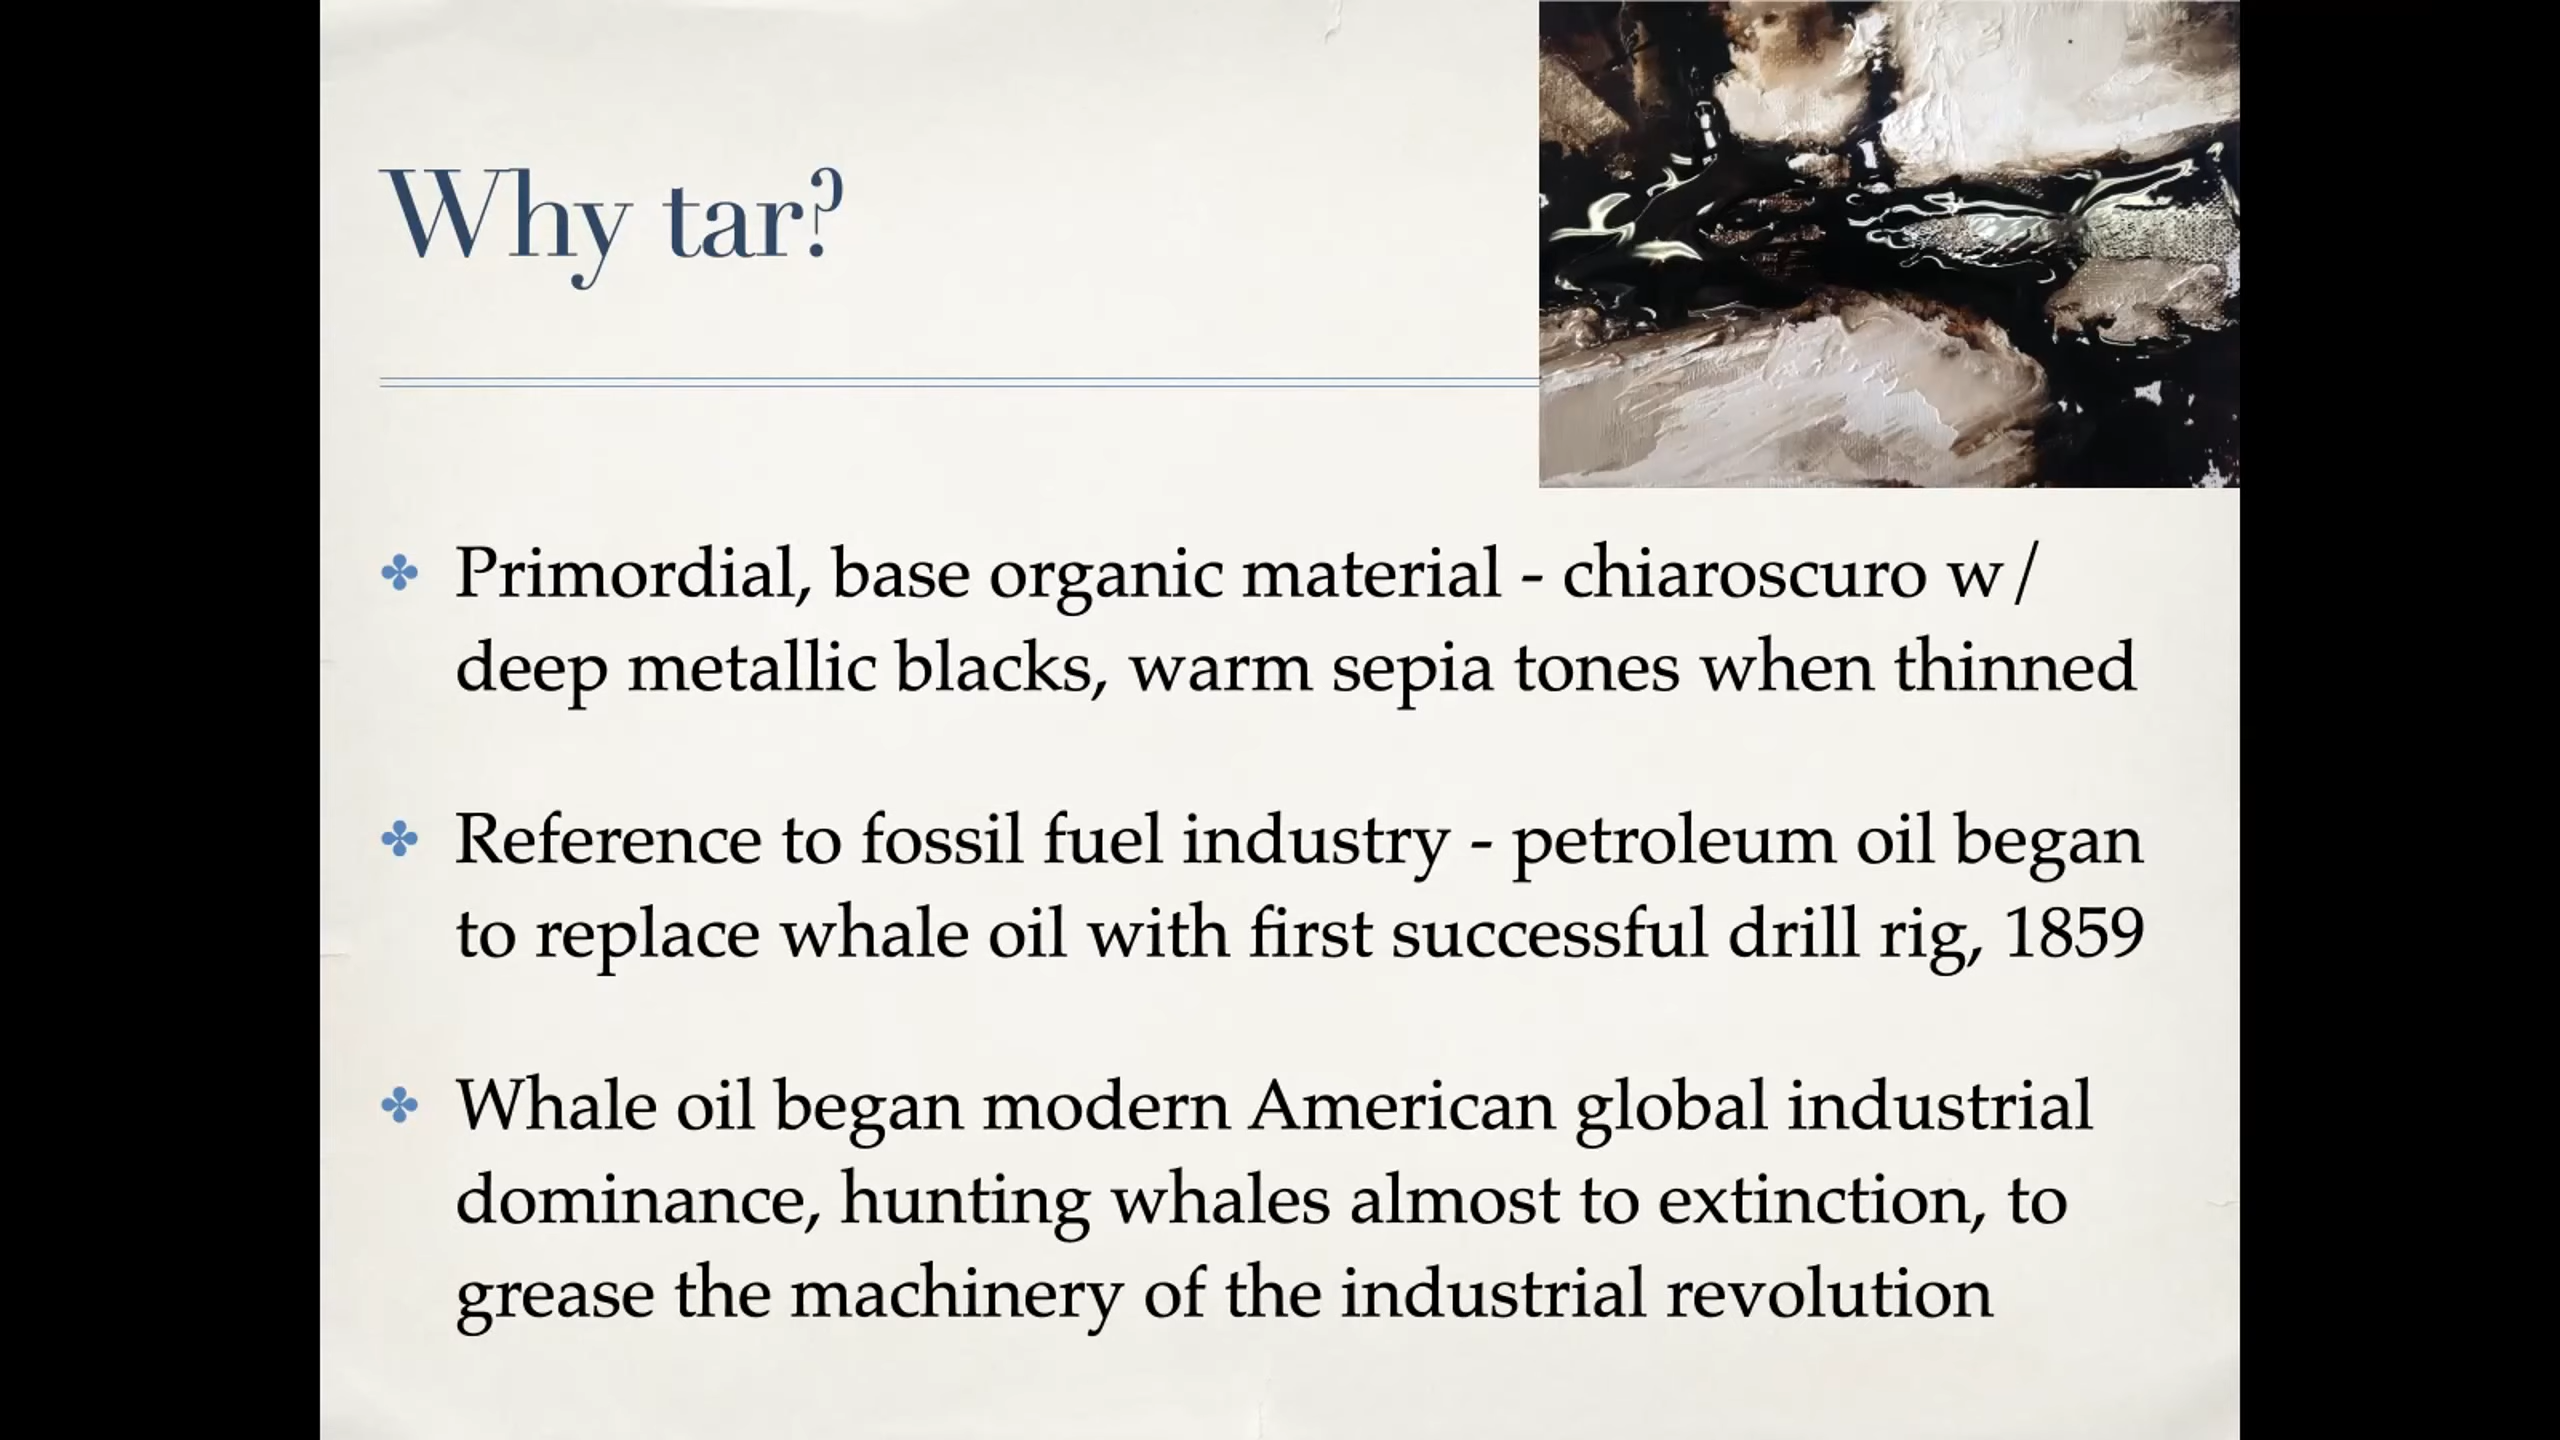 Why tar?
Primordial, base organic material - chiaroscuro w/
deep metallic blacks, warm sepia tones when thinned
Reference to fossil fuel industry - petroleum oil began
to replace whale oil with first successful drill rig, 1859
Whale oil began modern American global industrial
dominance, hunting whales almost to extinction, to
grease the machinery of the industrial revolution